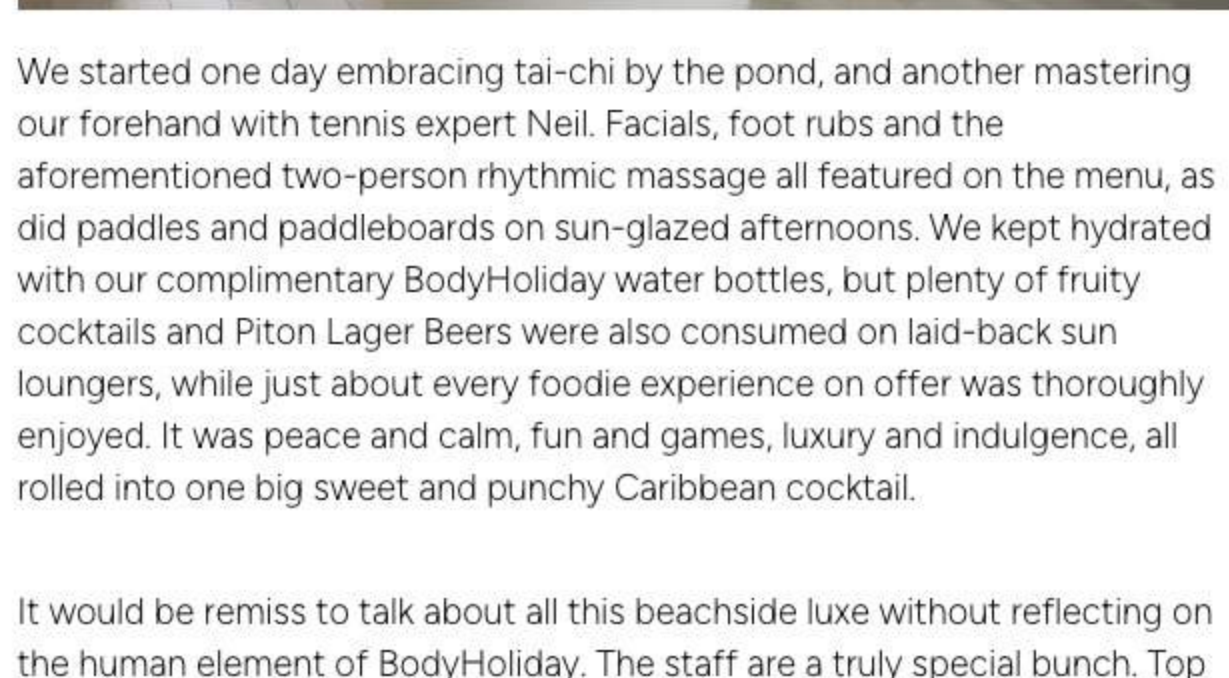 We started one day embracing tai-chi by the pond, and another mastering
our forehand with tennis expert Neil. Facials, foot rubs and the
aforementioned two-person rhythmic massage all featured on the menu, as
did paddles and paddleboards on sun-glazed afternoons. We kept hydrated
with our complimentary BodyHoliday water bottles, but plenty of fruity
cocktails and Piton Lager Beers were also consumed on laid-back sun
loungers, while just about every foodie experience on offer was thoroughly
enjoyed. It was peace and calm, fun and games, luxury and indulgence, all
rolled into one big sweet and punchy Caribbean cocktail.
It would be remiss to talk about all this beachside luxe without reflecting on
the human element of BodyHoliday. The staff are a truly special bunch. Top